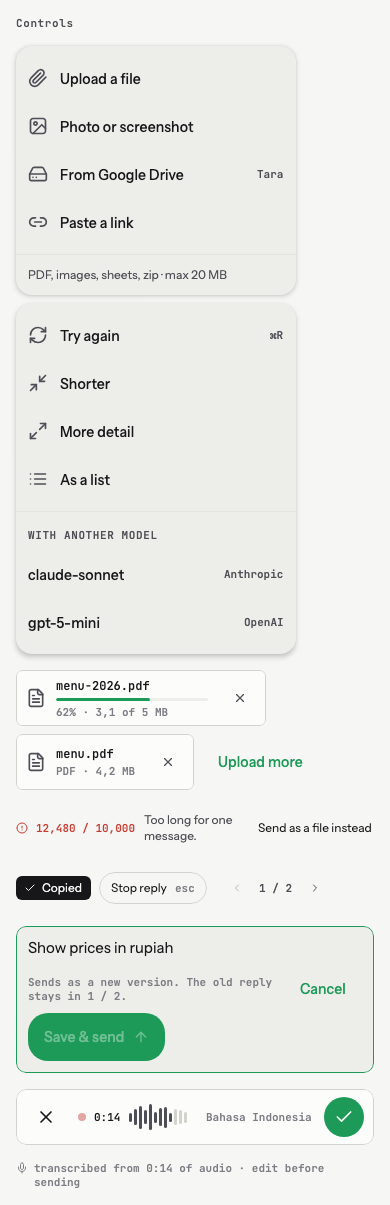 Controls
Upload a file
Photo or screenshot
From Google Drive Tara
Paste a link
PDF, images, sheets, zip · max 20 MB
Try again ⌘R
Shorter
More detail
As a list
WITH ANOTHER MODEL
claude-sonnet Anthropic
gpt-5-mini OpenAI
menu-2026.pdf
62% · 3,1 of 5 MB
menu.pdf
PDF · 4,2 MB
Upload more
12,480 / 10,000
Too long for one
message.
Send as a file instead
Copied
Stop reply esc
1 / 2
Show prices in rupiah
Sends as a new version. The old reply
stays in 1 / 2.
Cancel
Save & send
0:14
Bahasa Indonesia
transcribed from 0:14 of audio · edit before
sending